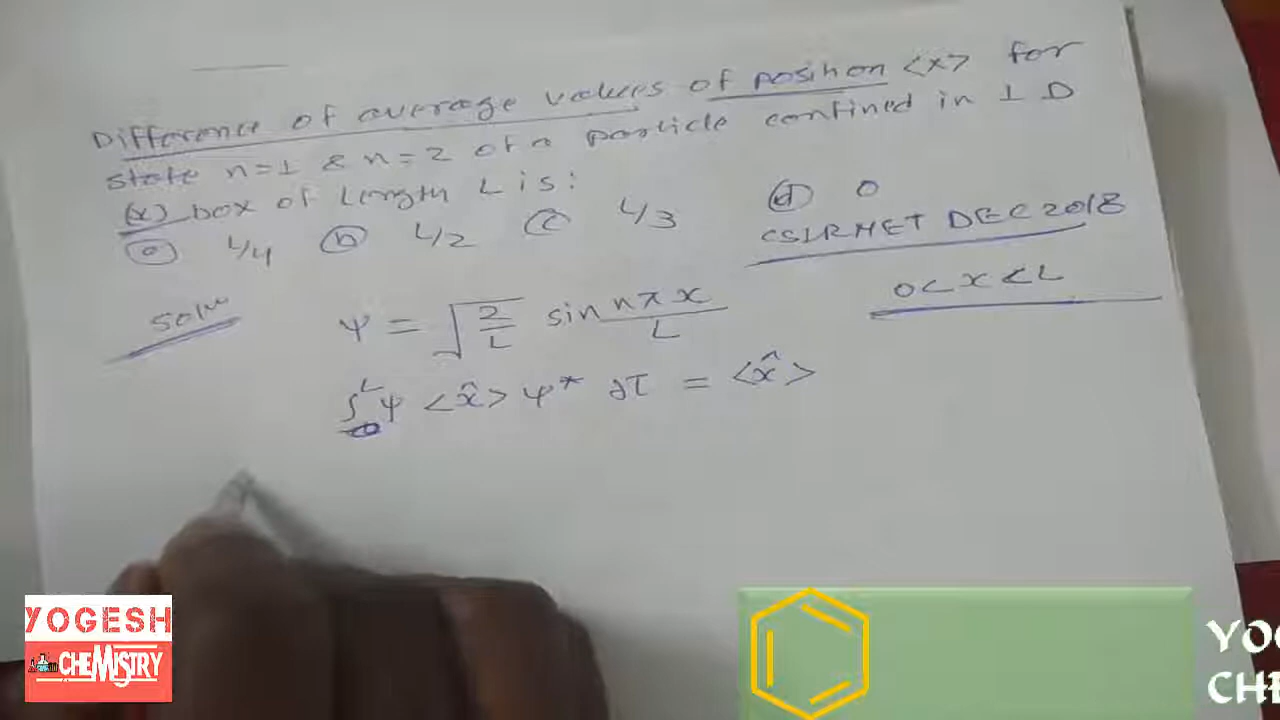 Difference of average values of position <x> for
state n=1 & n=2 of a particle confined in 1 D
(x) box of length L is:
(a) L/4 (b) L/2 (c) L/3 (d) 0
CSIR NET DEC 2018
Soln
0<x<L
ψ = √2/L sin nπx/L
∫₀ᴸ ψ <x̂> ψ* dτ = <x̂>
YOGESH
CHEMISTRY
YO
CHE